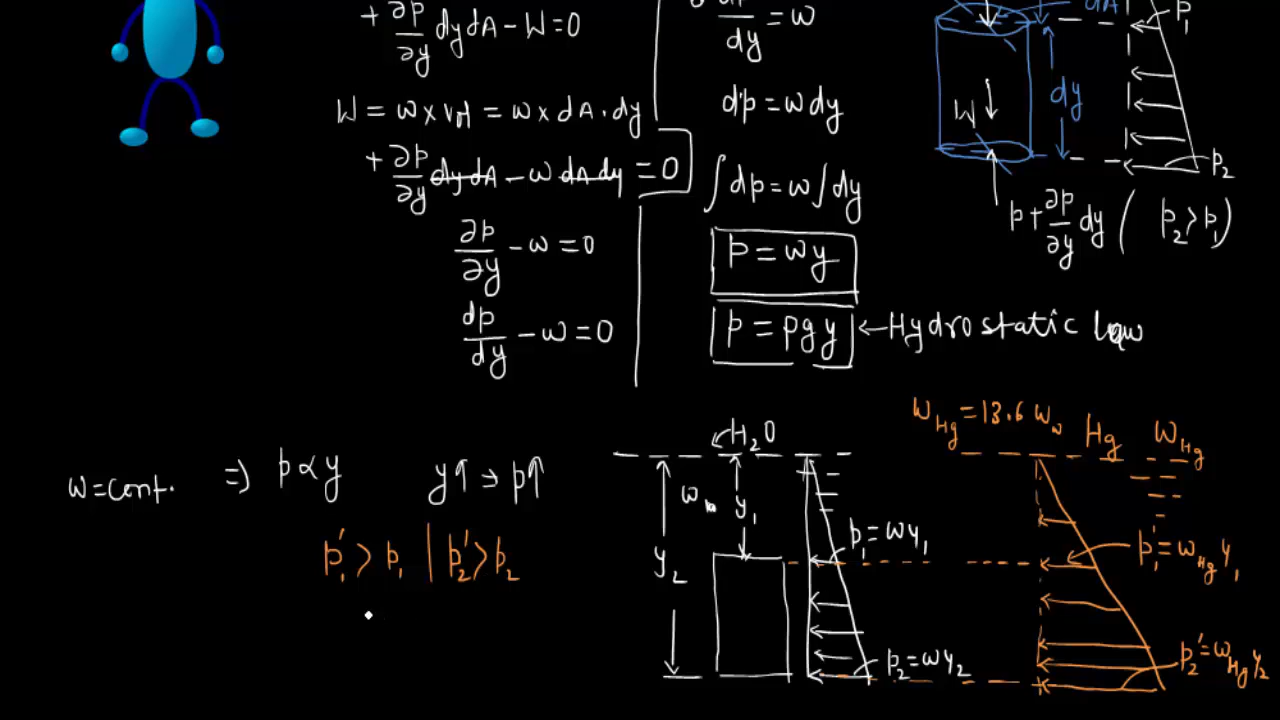 + ∂p/∂y dy dA - W = 0
W = w x vol = w x dA . dy
+ ∂p/∂y dy dA - w dA dy = 0
∂p/∂y - w = 0
dp/dy - w = 0
dy = w
dp = w dy
∫dp = w∫dy
p = wy
p = ρgy ← Hydrostatic law
dA
p1
dy
W
p2
p + ∂p/∂y dy ( p2 > p1 )
w = cont. ⇒ p ∝ y y↑ → p↑
p1' > p1 | p2' > p2
H2O
y1
y2
p1 = wy1
p2 = wy2
wHg = 13.6 ww Hg wHg
p1' = wHg y1
p2' = wHg y2